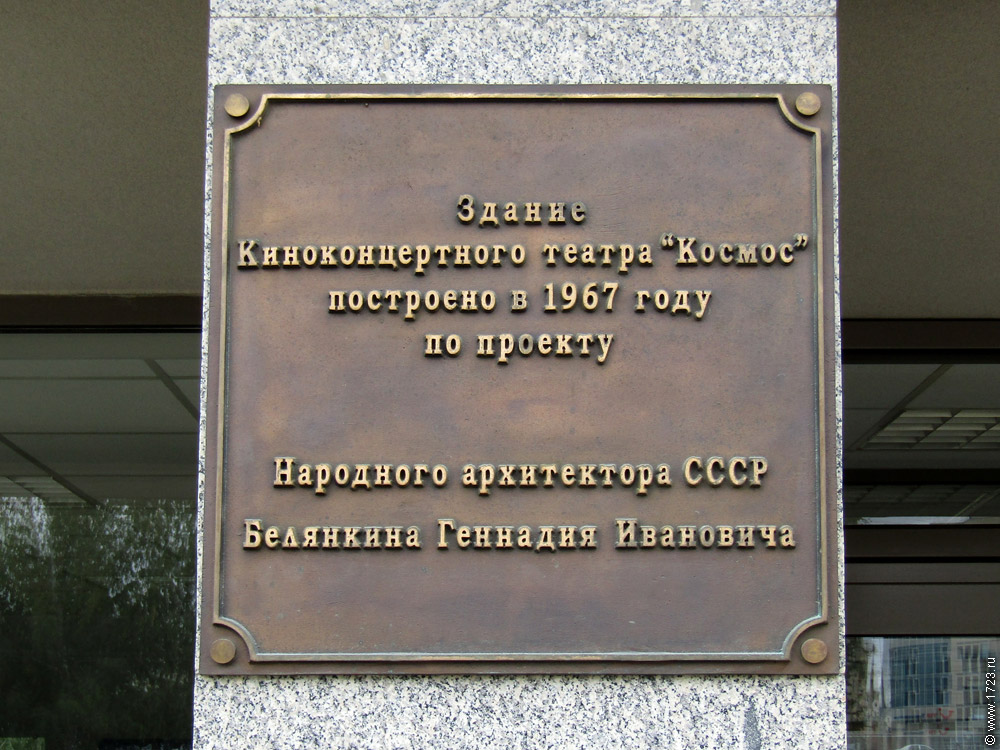 Здание
Киноконцертного театра “Космос”
построено в 1967 году
по проекту
Народного архитектора СССР
Белянкина Геннадия Ивановича
© www.1723.ru